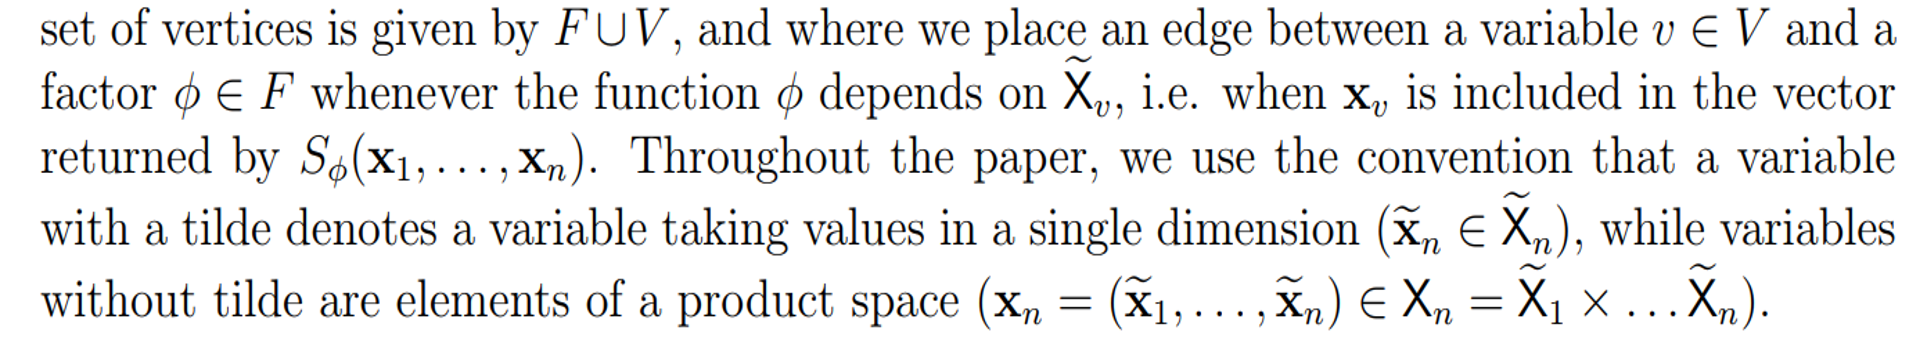 set of vertices is given by $F \cup V$, and where we place an edge between a variable $v \in V$ and a
factor $\phi \in F$ whenever the function $\phi$ depends on $\widetilde{\mathsf{X}}_v$, i.e. when $\mathbf{x}_v$ is included in the vector
returned by $S_\phi(\mathbf{x}_1, \ldots, \mathbf{x}_n)$. Throughout the paper, we use the convention that a variable
with a tilde denotes a variable taking values in a single dimension ($\widetilde{\mathbf{x}}_n \in \widetilde{\mathsf{X}}_n$), while variables
without tilde are elements of a product space ($\mathbf{x}_n = (\widetilde{\mathbf{x}}_1, \ldots, \widetilde{\mathbf{x}}_n) \in \mathsf{X}_n = \widetilde{\mathsf{X}}_1 \times \ldots \widetilde{\mathsf{X}}_n$).